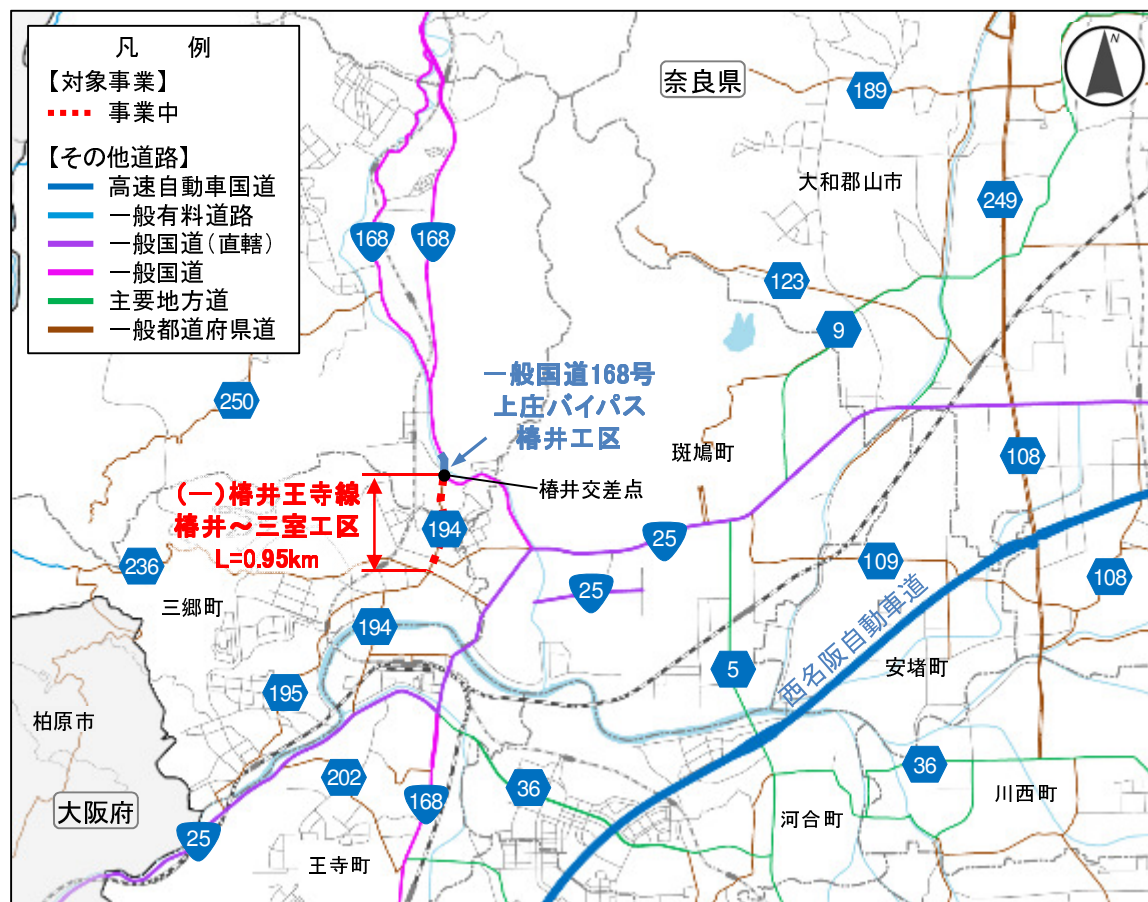 凡 例
【対象事業】
事業中
【その他道路】
高速自動車国道
一般有料道路
一般国道(直轄)
一般国道
主要地方道
一般都道府県道
奈良県
N
189
大和郡山市
249
168
168
123
9
250
一般国道168号
上庄バイパス
椿井工区
斑鳩町
108
椿井交差点
(一)椿井王寺線
椿井～三室工区
L=0.95km
194
25
236
109
108
25
三郷町
194
西名阪自動車道
5
安堵町
195
柏原市
202
36
36
168
川西町
大阪府
河合町
25
王寺町